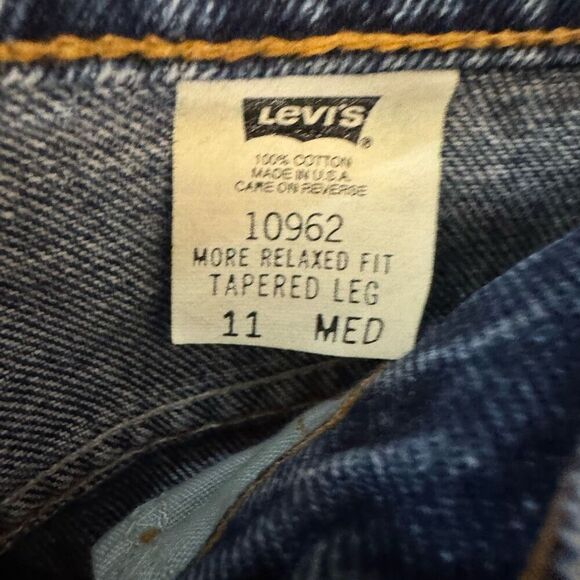 LEVI'S ®
100% COTTON
MADE IN U.S.A.
CARE ON REVERSE
10962
MORE RELAXED FIT
TAPERED LEG
11 MED